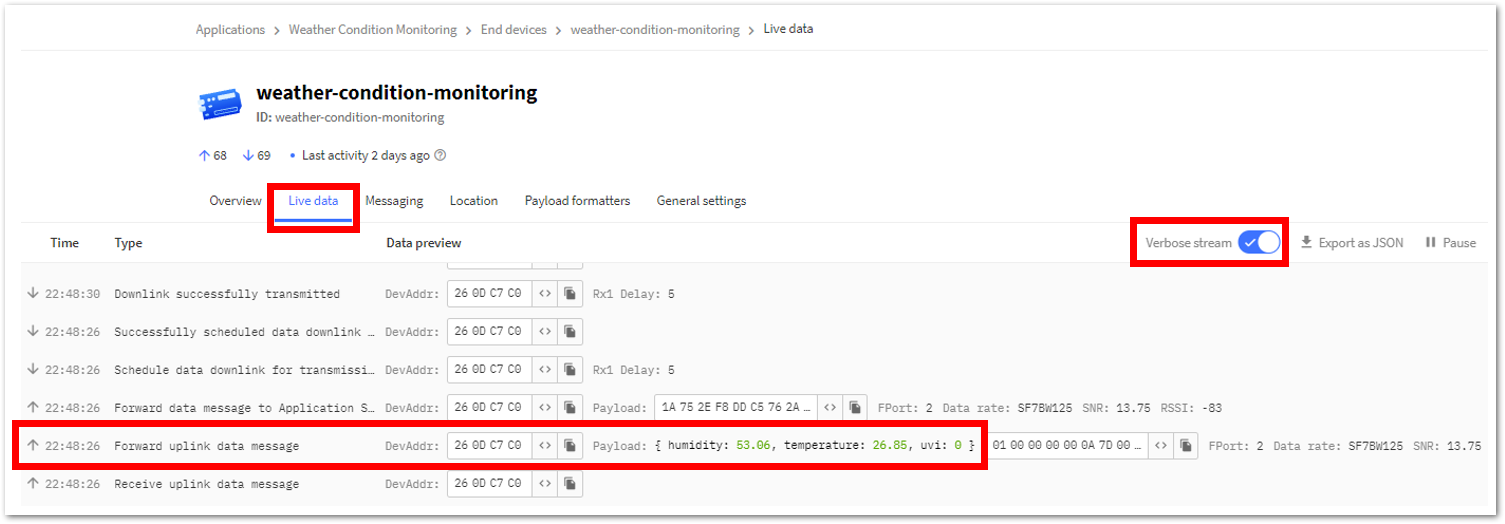 Applications > Weather Condition Monitoring > End devices > weather-condition-monitoring > Live data
weather-condition-monitoring
ID: weather-condition-monitoring
68 69 • Last activity 2 days ago
Overview Live data Messaging Location Payload formatters General settings
Time Type Data preview Verbose stream Export as JSON Pause
22:48:30 Downlink successfully transmitted DevAddr: 26 0D C7 C0 <> Rx1 Delay: 5
22:48:26 Successfully scheduled data downlink … DevAddr: 26 0D C7 C0 <>
22:48:26 Schedule data downlink for transmissi… DevAddr: 26 0D C7 C0 <> Rx1 Delay: 5
22:48:26 Forward data message to Application S… DevAddr: 26 0D C7 C0 <> Payload: 1A 75 2E F8 DD C5 76 2A … <> FPort: 2 Data rate: SF7BW125 SNR: 13.75 RSSI: -83
22:48:26 Forward uplink data message DevAddr: 26 0D C7 C0 <> Payload: { humidity: 53.06, temperature: 26.85, uvi: 0 } 01 00 00 00 00 0A 7D 00 … <> FPort: 2 Data rate: SF7BW125 SNR: 13.75
22:48:26 Receive uplink data message DevAddr: 26 0D C7 C0 <>